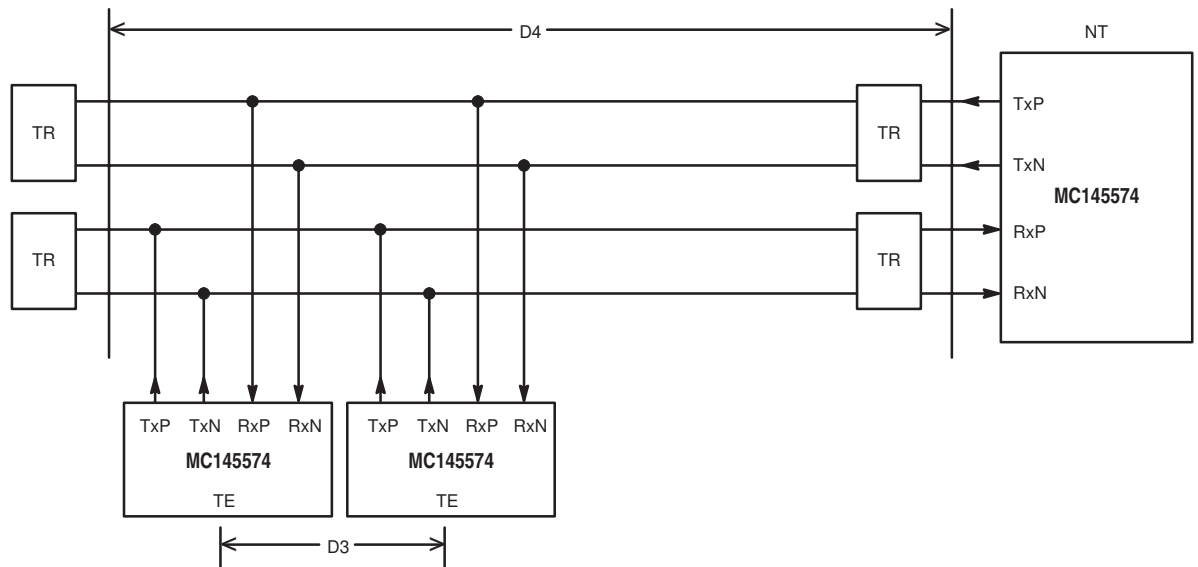 D4
NT
TR
TR
TxP
TxN
MC145574
TR
TR
RxP
RxN
TxP TxN RxP RxN
MC145574
TE
TxP TxN RxP RxN
MC145574
TE
D3